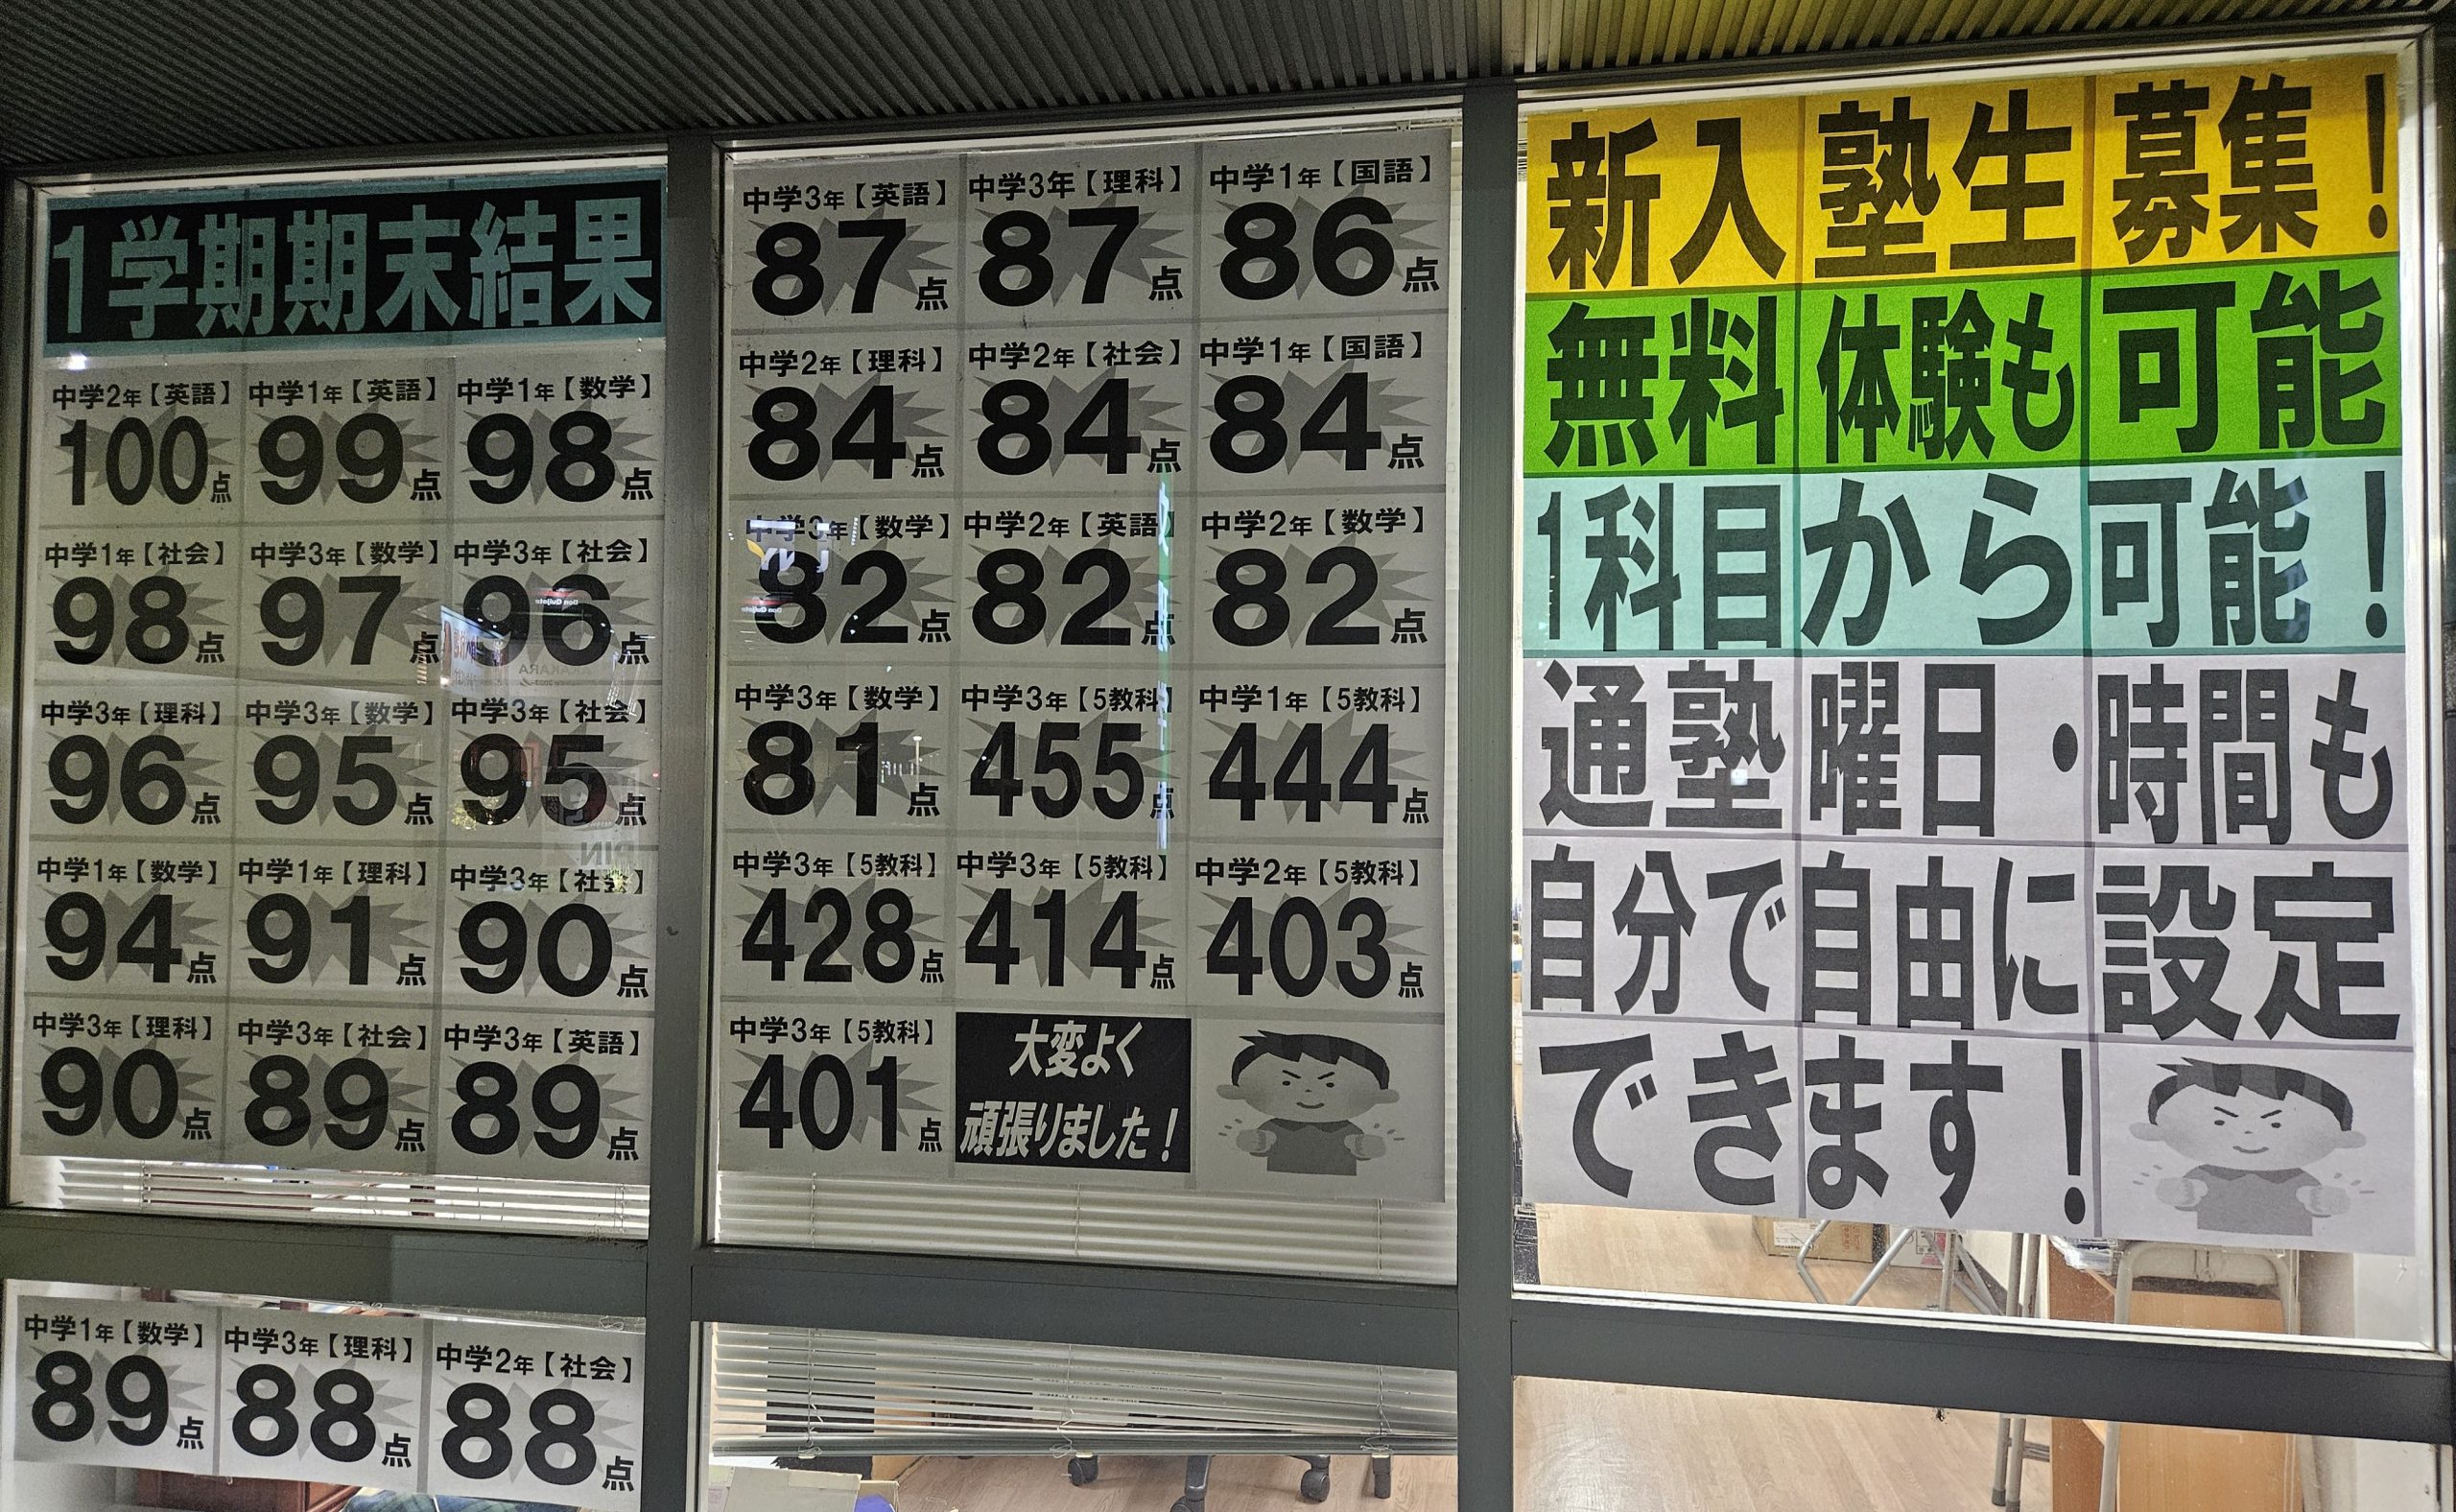 1学期期末結果
中学2年【英語】 中学1年【英語】 中学1年【数学】
100点 99点 98点
中学1年【社会】 中学3年【数学】 中学3年【社会】
98点 97点 96点
中学3年【理科】 中学3年【数学】 中学3年【社会】
96点 95点 95点
中学1年【数学】 中学1年【理科】 中学3年【社会】
94点 91点 90点
中学3年【理科】 中学3年【社会】 中学3年【英語】
90点 89点 89点
中学1年【数学】 中学3年【理科】 中学2年【社会】
89点 88点 88点
中学3年【英語】 中学3年【理科】 中学1年【国語】
87点 87点 86点
中学2年【理科】 中学2年【社会】 中学1年【国語】
84点 84点 84点
中学3年【数学】 中学2年【英語】 中学2年【数学】
82点 82点 82点
中学3年【数学】 中学3年【5教科】 中学1年【5教科】
81点 455点 444点
中学3年【5教科】 中学3年【5教科】 中学2年【5教科】
428点 414点 403点
中学3年【5教科】
401点
大変よく
頑張りました！
新入塾生募集！
無料体験も可能
1科目から可能！
通塾曜日・時間も
自分で自由に設定
できます！